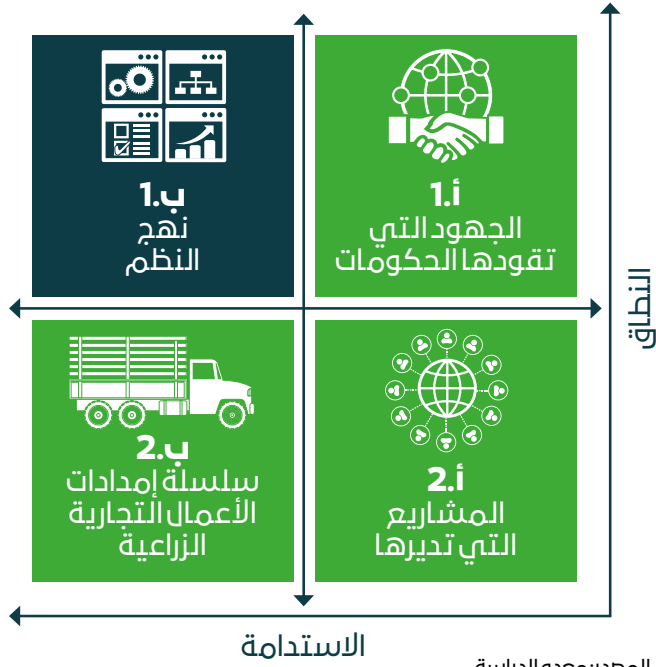 أ.1
الجهود التي
تقودها الحكومات
ب.1
نهج
النظم
النطاق
أ.2
المشاريع
التي تديرها
ب.2
سلسلة إمدادات
الأعمال التجارية
الزراعية
الاستدامة